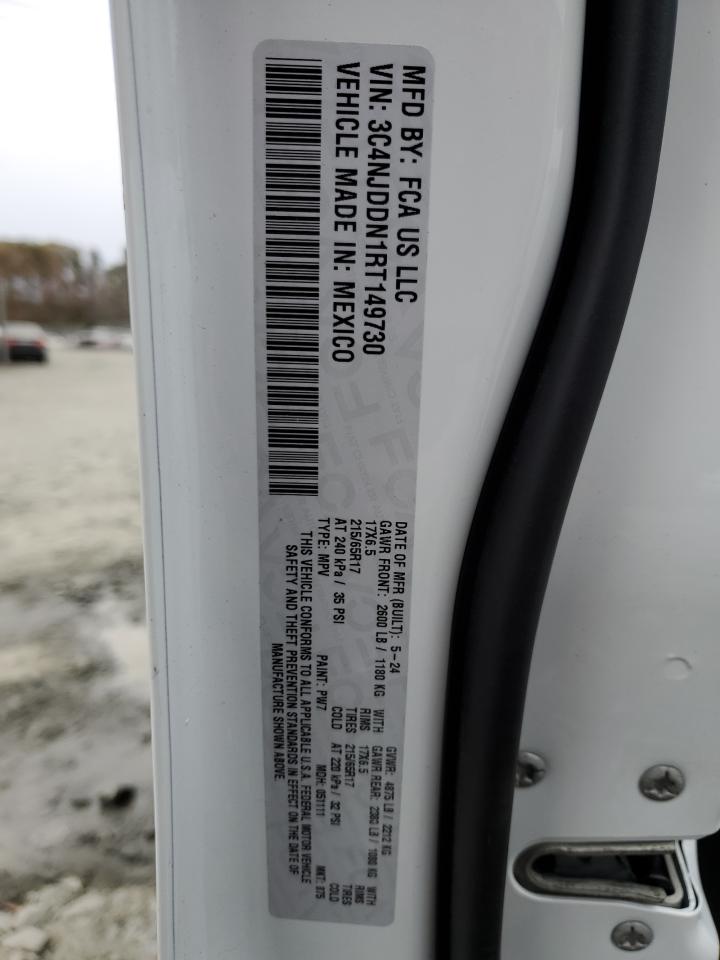 MFD BY: FCA US LLC
VIN: 3C4NJDDN1RT149730
VEHICLE MADE IN: MEXICO
DATE OF MFR (BUILT): 5-24 GVWR: 4875 LB / 2212 KG
GAWR FRONT: 2600 LB / 1180 KG WITH GAWR REAR: LB / 1080 KG WITH
17X6.5 RIMS 17X6.5 RIMS
215/65R17 TIRES 215/65R17 TIRES
AT 240 kPa / 35 PSI COLD AT 220 kPa / 32 PSI COLD
TYPE: MPV PAINT: PW7 MDH: 051111 MKT: 875
THIS VEHICLE CONFORMS TO ALL APPLICABLE U.S.A. FEDERAL MOTOR VEHICLE
SAFETY AND THEFT PREVENTION STANDARDS IN EFFECT ON THE DATE OF
MANUFACTURE SHOWN ABOVE.